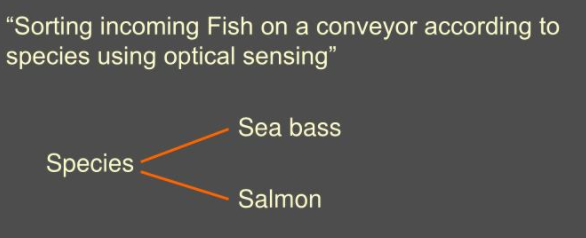 “Sorting incoming Fish on a conveyor according to
species using optical sensing”
Sea bass
Species
Salmon